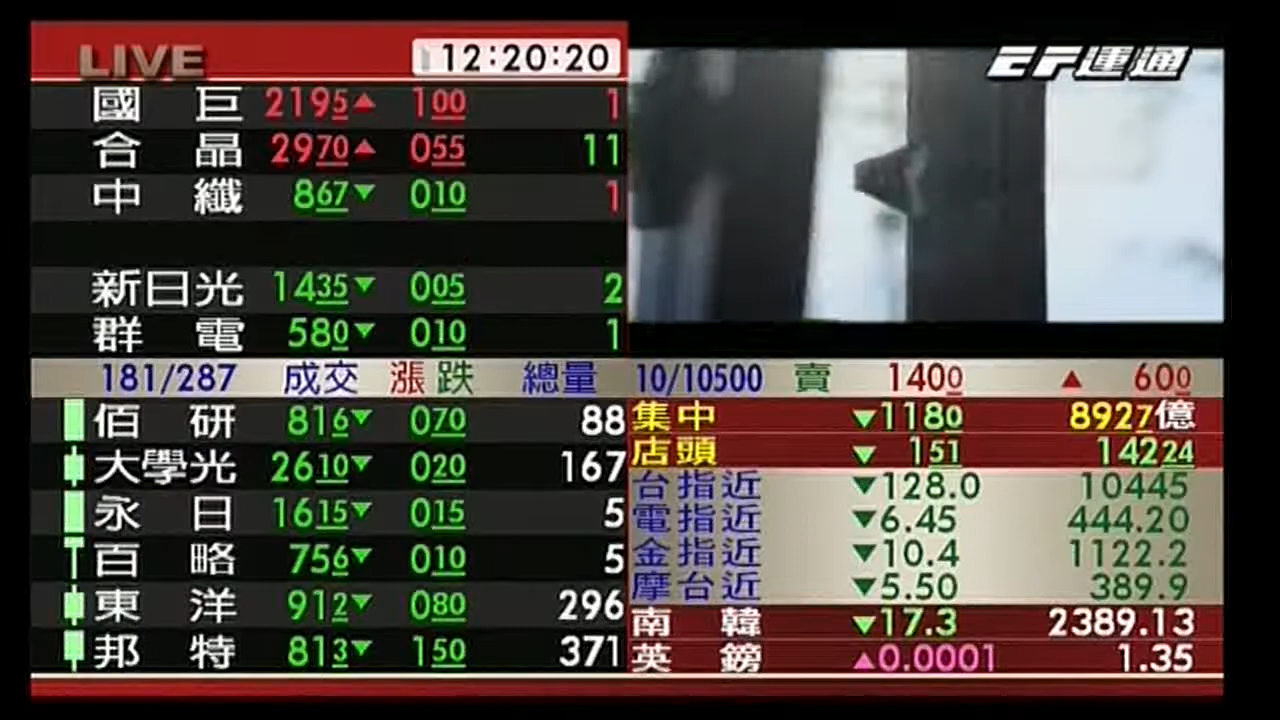 LIVE 12:20:20
EF運通
國巨 2195▲ 100 1
合晶 2970▲ 055 11
中纖 867▼ 010 1
新日光 1435▼ 005 2
群電 580▼ 010 1
181/287 成交 漲跌 總量
佰研 816▼ 070 88
大學光 2610▼ 020 167
永日 1615▼ 015 5
百略 756▼ 010 5
東洋 912▼ 080 296
邦特 813▼ 150 371
10/10500 賣 1400 ▲ 600
集中 ▼1180 8927億
店頭 ▼151 14224
台指近 ▼128.0 10445
電指近 ▼6.45 444.20
金指近 ▼10.4 1122.2
摩台近 ▼5.50 389.9
南韓 ▼17.3 2389.13
英鎊 ▲0.0001 1.35